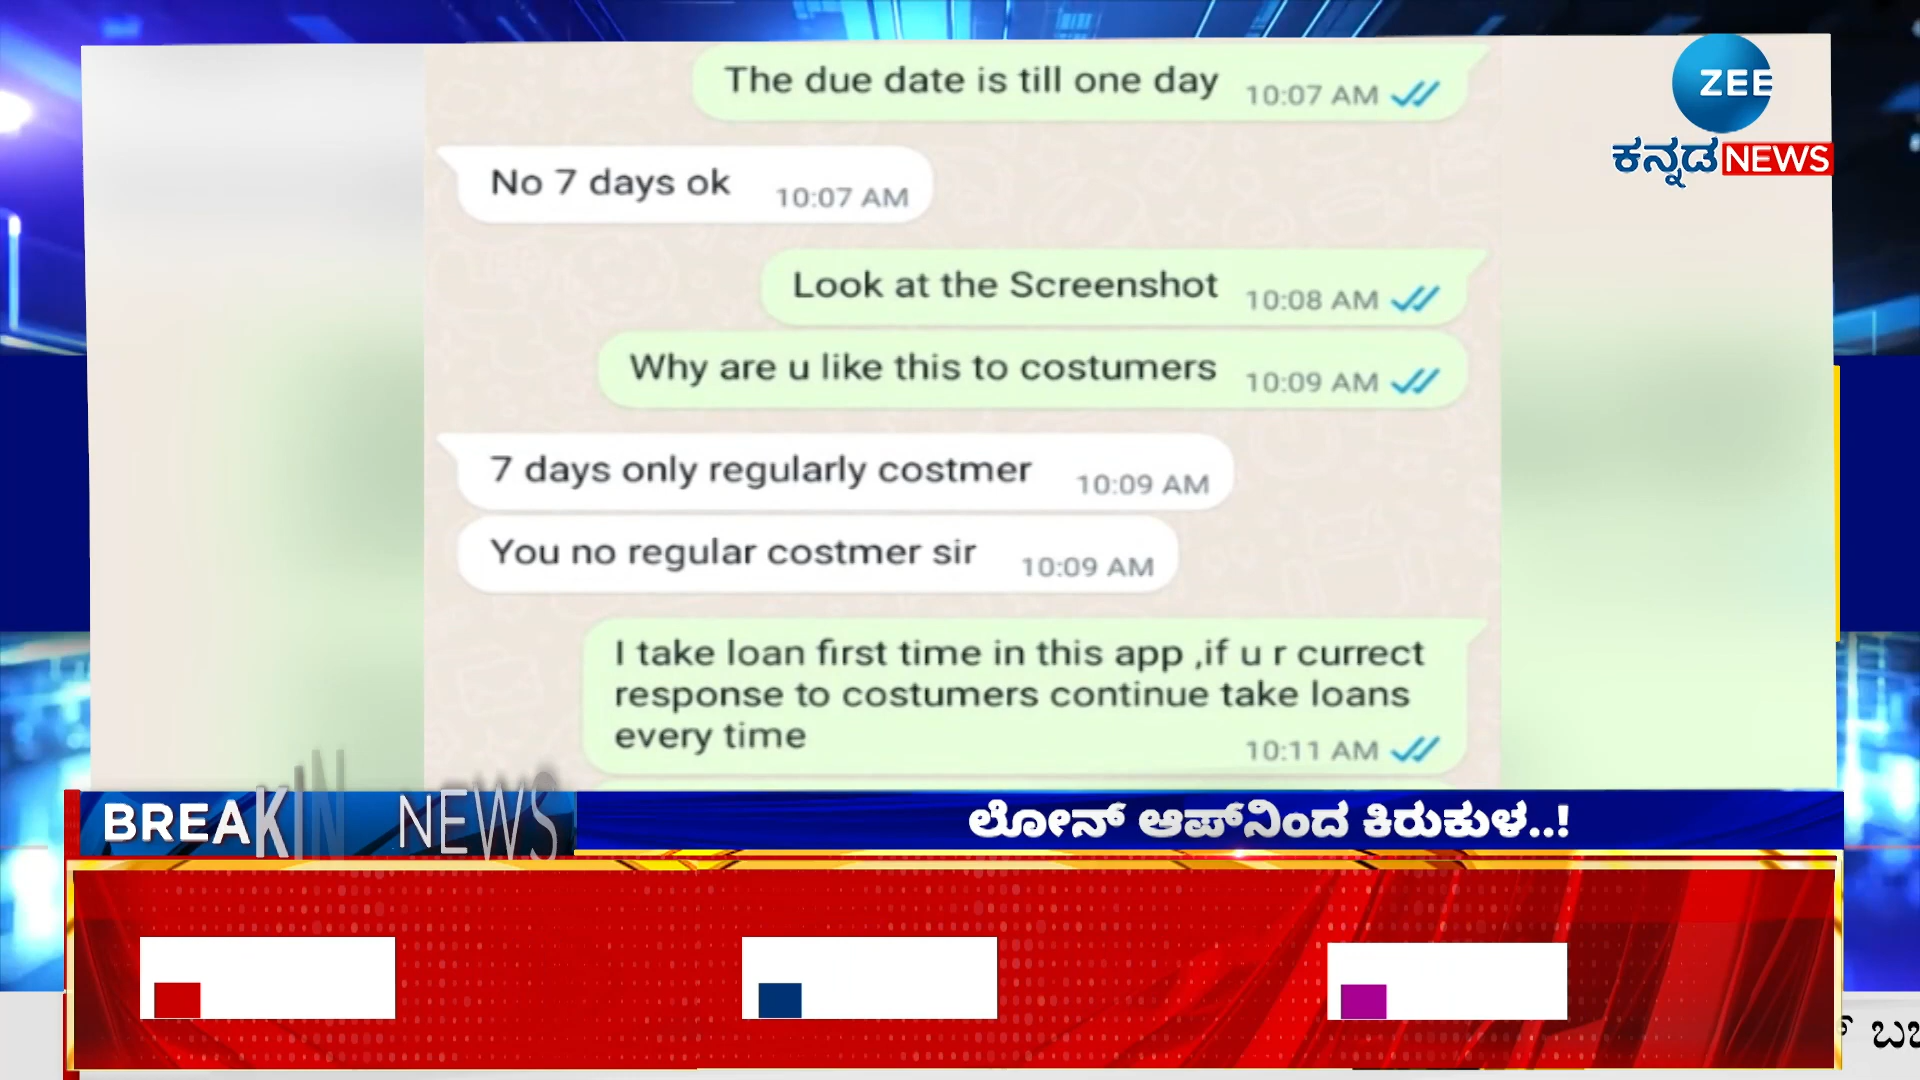 The due date is till one day 10:07 AM
ZEE
ಕನ್ನಡ NEWS
No 7 days ok 10:07 AM
Look at the Screenshot 10:08 AM
Why are u like this to costumers 10:09 AM
7 days only regularly costmer 10:09 AM
You no regular costmer sir 10:09 AM
I take loan first time in this app ,if u r currect
response to costumers continue take loans
every time 10:11 AM
BREAKIN NEWS
ಲೋನ್ ಆಪ್‌ನಿಂದ ಕಿರುಕುಳ..!